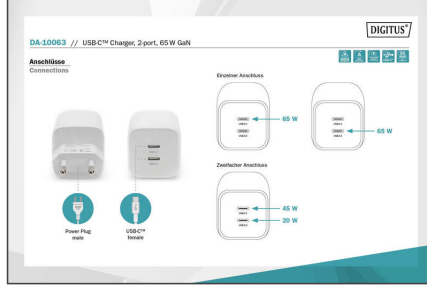 DIGITUS®
DA-10063 // USB-C™ Charger, 2-port, 65 W GaN
Anschlüsse
Connections
Einzelner Anschluss
65 W
65 W
Zweifacher Anschluss
45 W
20 W
Power Plug
male
USB-C™
female